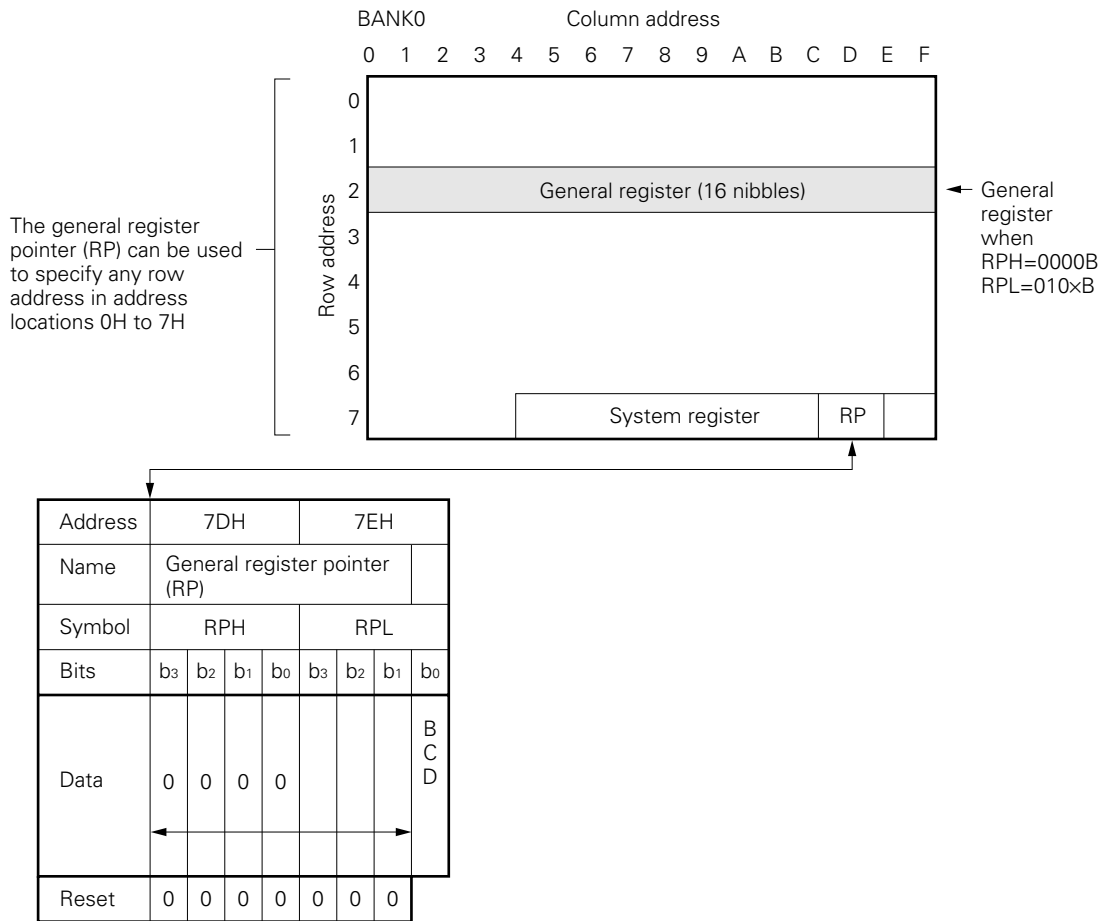 BANK0 Column address
0 1 2 3 4 5 6 7 8 9 A B C D E F
0
1
2 General register (16 nibbles)
3
4
5
6
7 System register RP
Row address
The general register
pointer (RP) can be used
to specify any row
address in address
locations 0H to 7H
General
register
when
RPH=0000B
RPL=010×B
Address 7DH 7EH
Name General register pointer
(RP)
Symbol RPH RPL
Bits b3 b2 b1 b0 b3 b2 b1 b0
B
C
D
Data 0 0 0 0
Reset 0 0 0 0 0 0 0